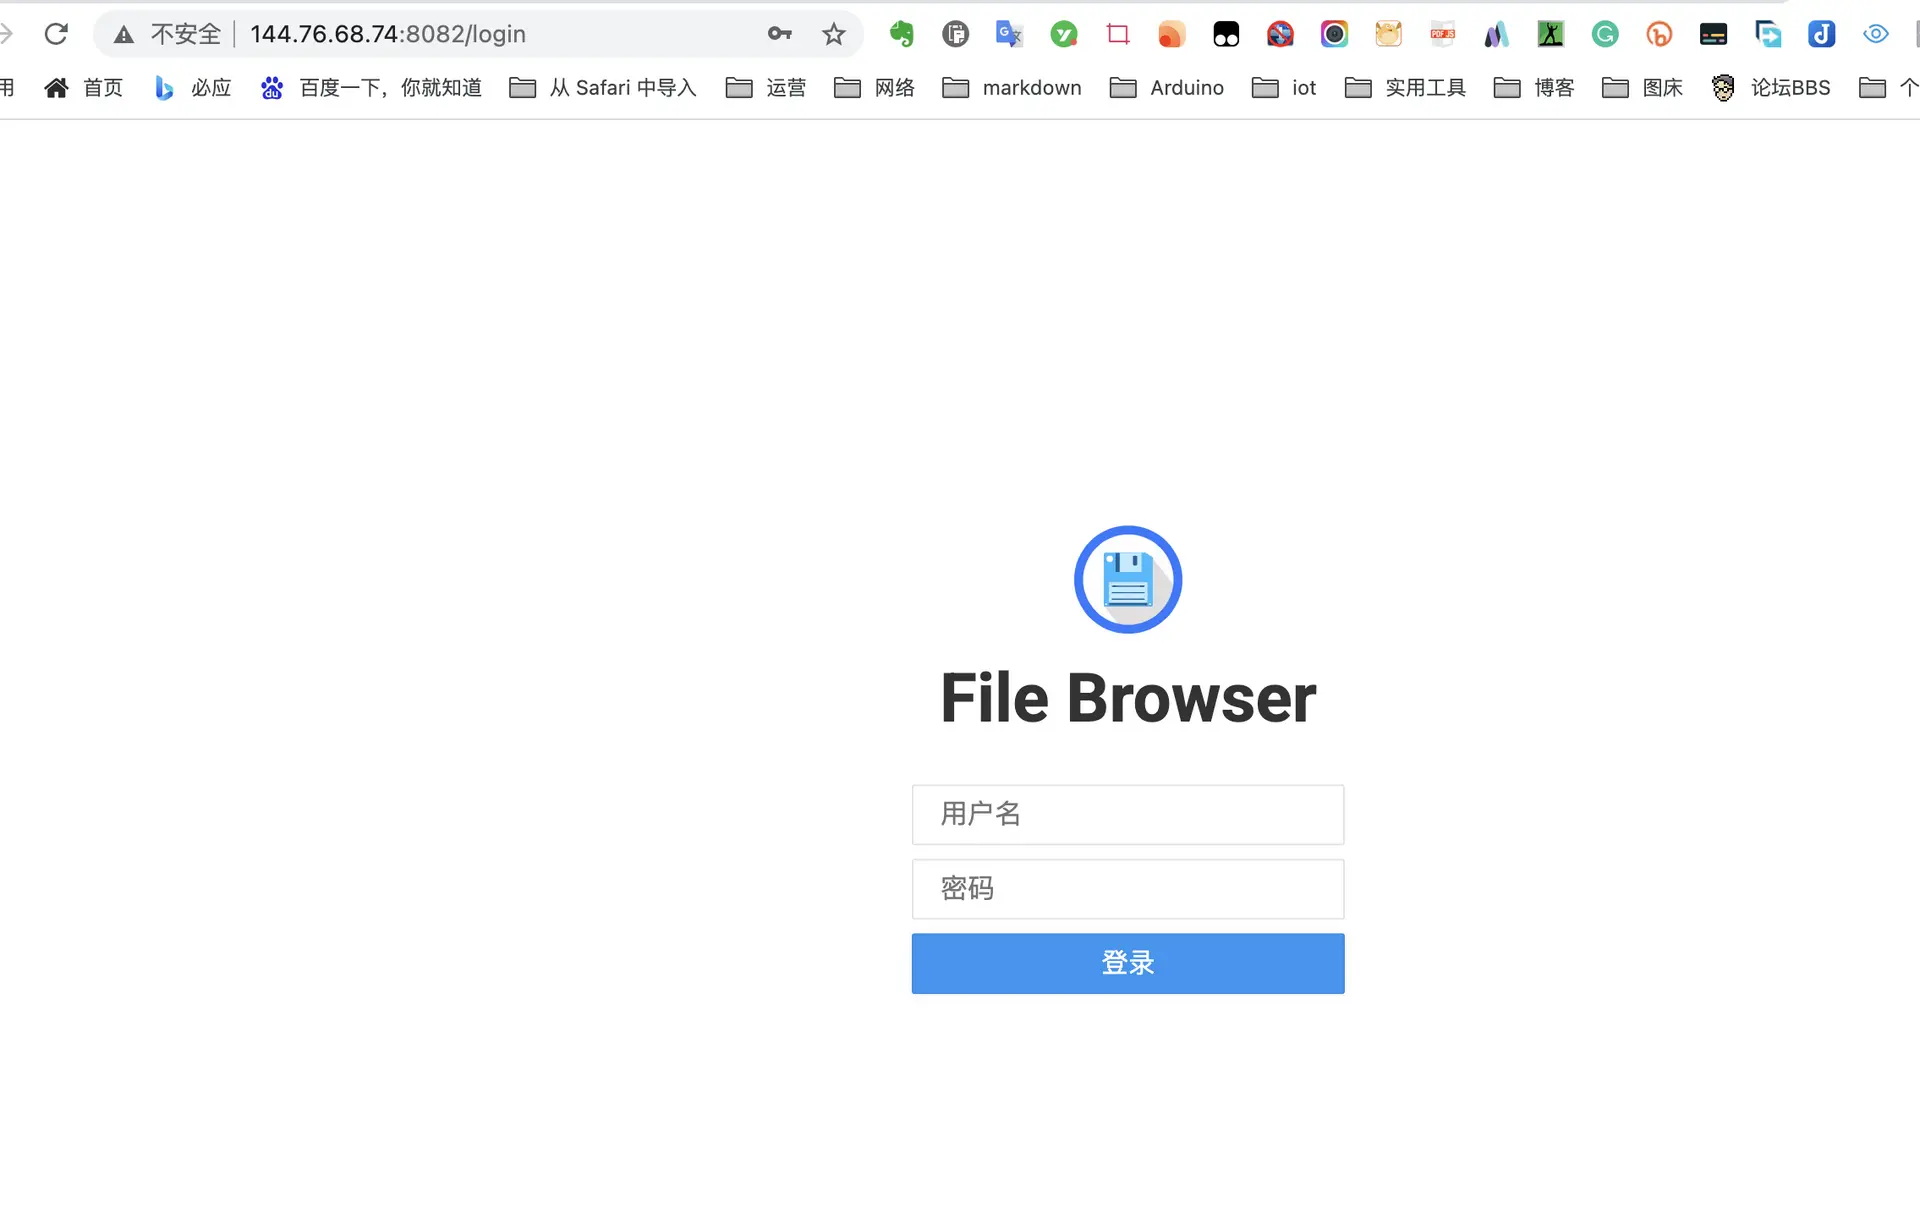 不安全 144.76.68.74:8082/login
用 首页 必应 百度一下，你就知道 从 Safari 中导入 运营 网络 markdown Arduino iot 实用工具 博客 图床 论坛BBS 个
File Browser
用户名
密码
登录